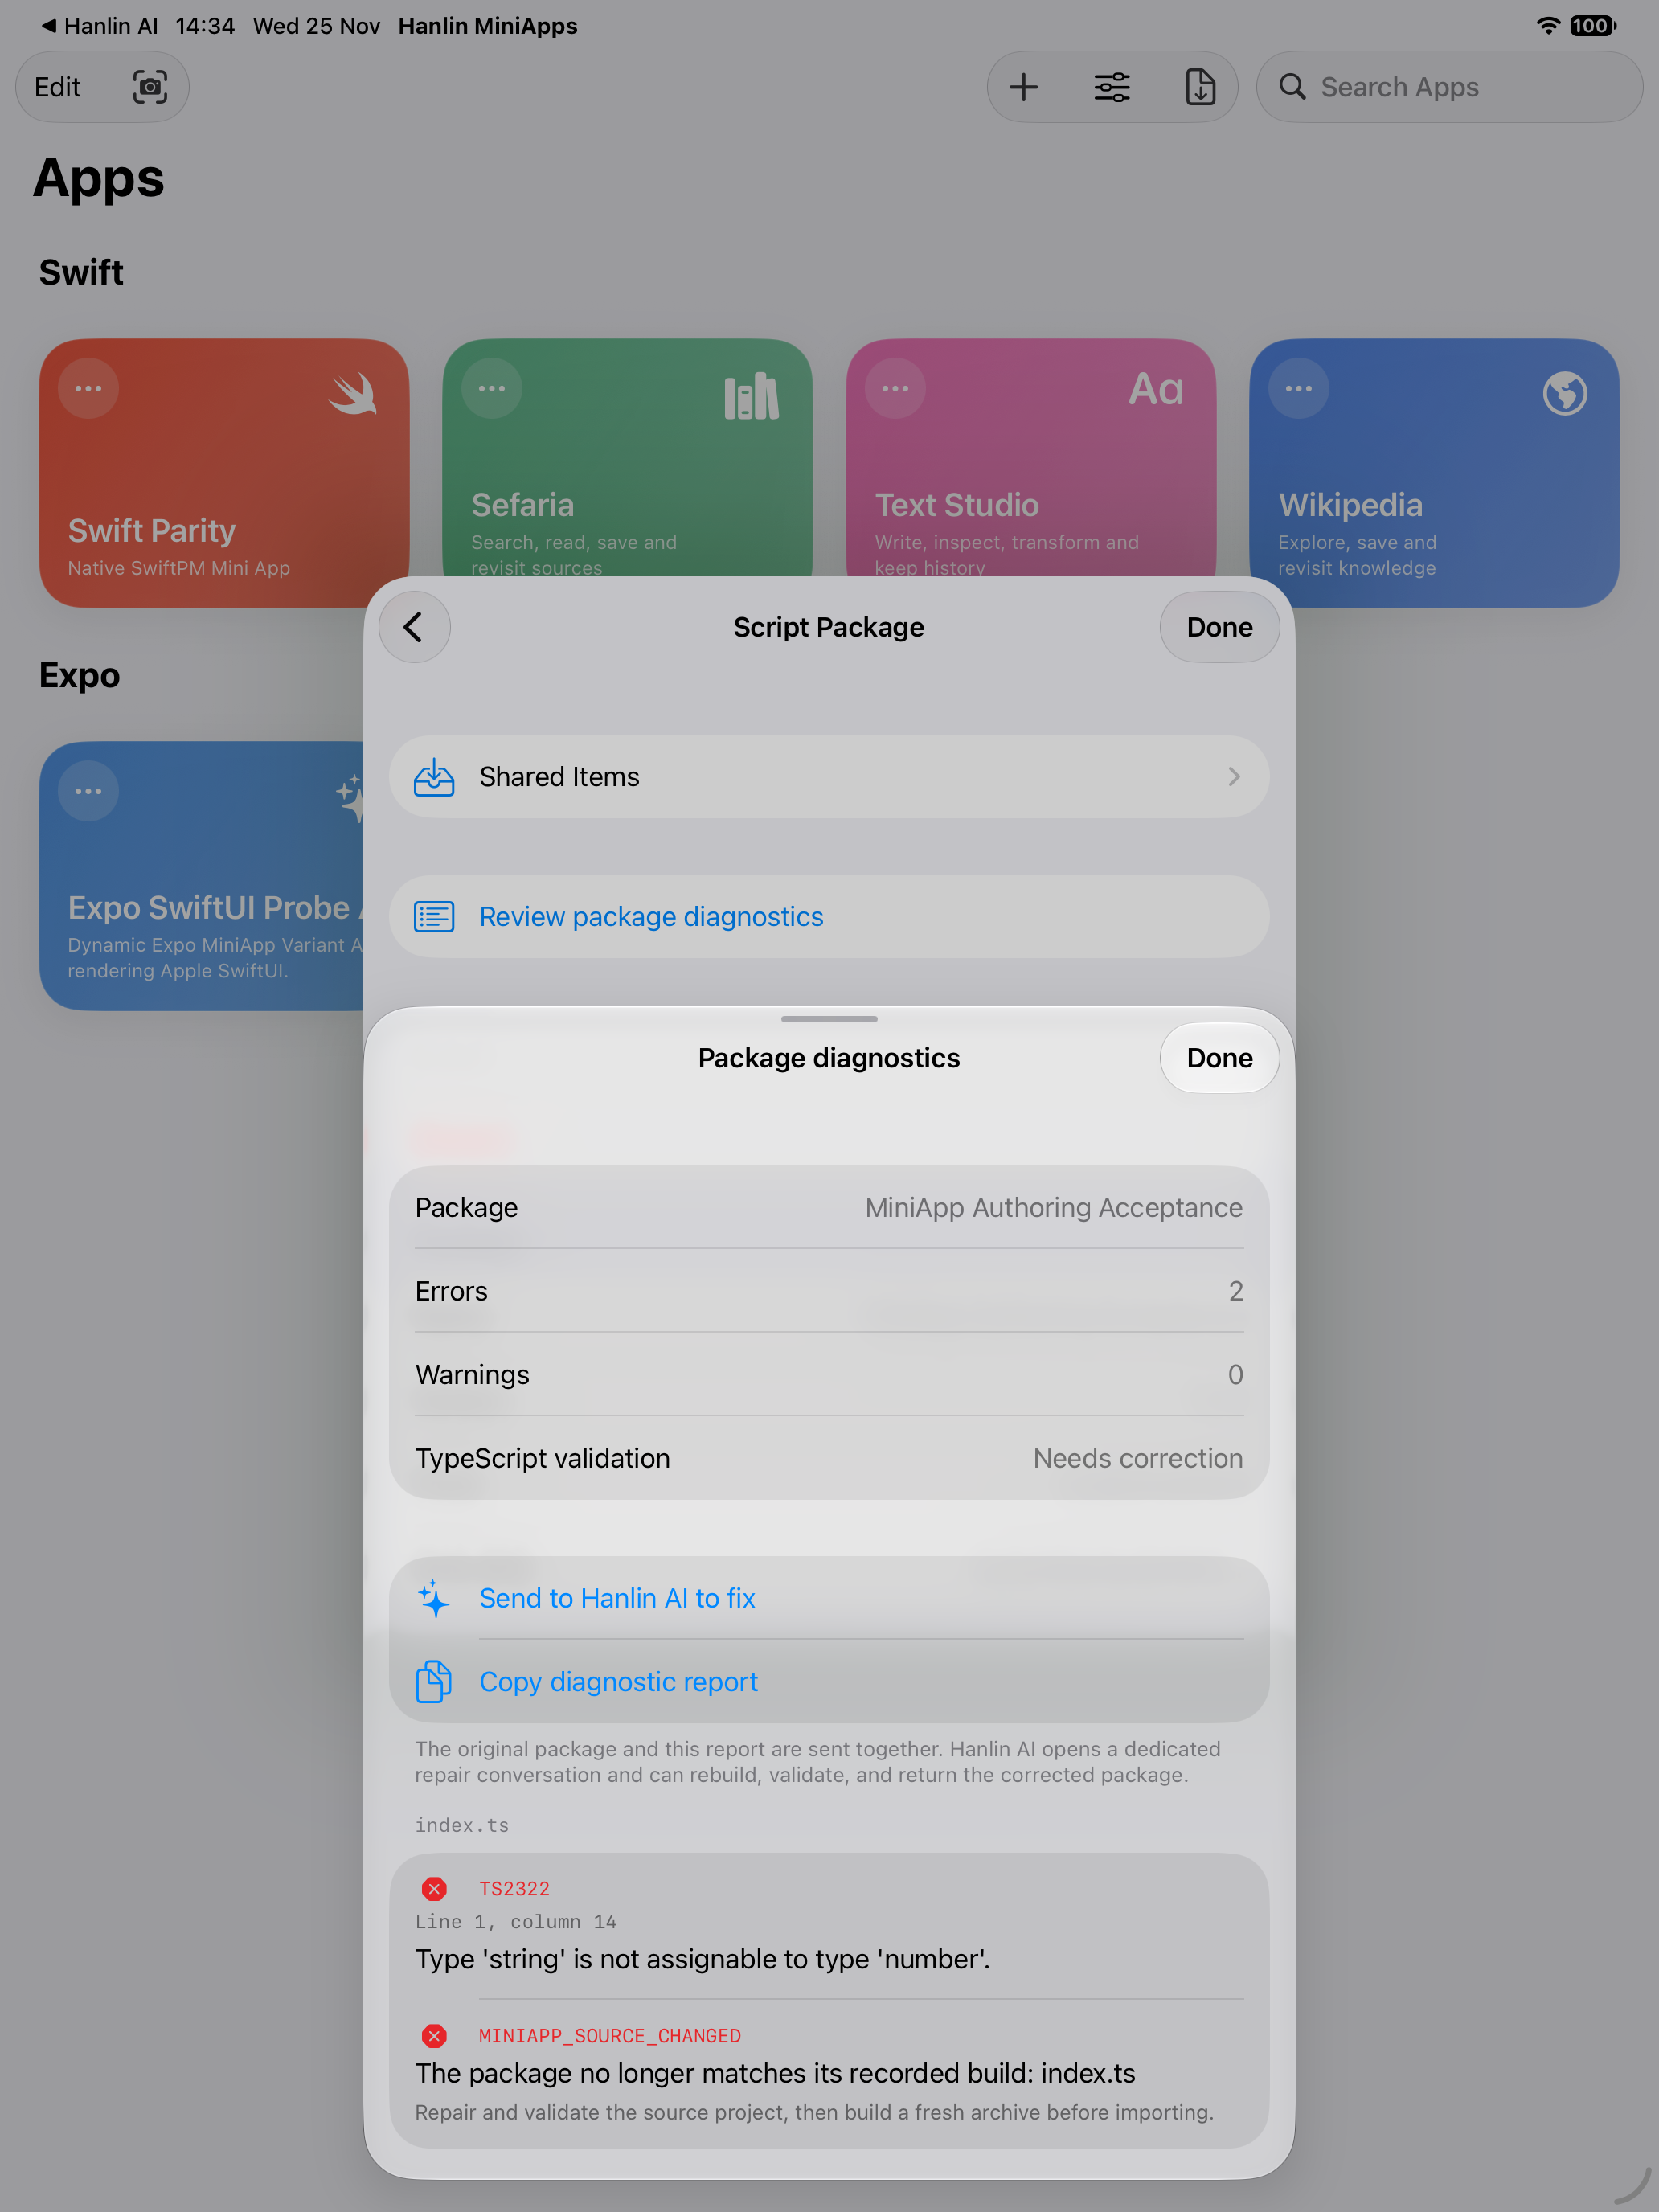 Hanlin AI 14:34 Wed 25 Nov Hanlin MiniApps 100
Edit
Search Apps
Apps
Swift
Swift Parity
Native SwiftPM Mini App
Sefaria
Search, read, save and
revisit sources
Aa
Text Studio
Write, inspect, transform and
keep history
Wikipedia
Explore, save and
revisit knowledge
Expo
Expo SwiftUI Probe
Dynamic Expo MiniApp Variant A
rendering Apple SwiftUI.
Script Package
Done
Shared Items
Review package diagnostics
Package diagnostics
Done
Package MiniApp Authoring Acceptance
Errors 2
Warnings 0
TypeScript validation Needs correction
Send to Hanlin AI to fix
Copy diagnostic report
The original package and this report are sent together. Hanlin AI opens a dedicated
repair conversation and can rebuild, validate, and return the corrected package.
index.ts
TS2322
Line 1, column 14
Type 'string' is not assignable to type 'number'.
MINIAPP_SOURCE_CHANGED
The package no longer matches its recorded build: index.ts
Repair and validate the source project, then build a fresh archive before importing.